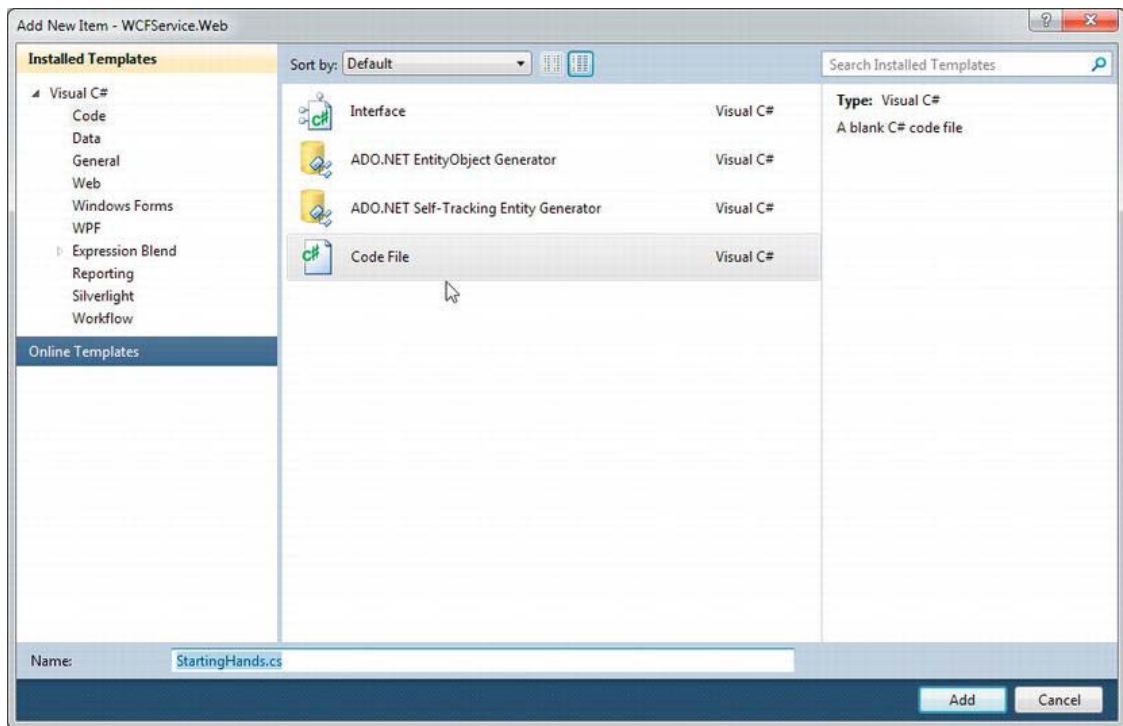 Add New Item - WCFService.Web
Installed Templates
Visual C#
Code
Data
General
Web
Windows Forms
WPF
Expression Blend
Reporting
Silverlight
Workflow
Online Templates
Sort by: Default
Interface Visual C#
ADO.NET EntityObject Generator Visual C#
ADO.NET Self-Tracking Entity Generator Visual C#
Code File Visual C#
Search Installed Templates
Type: Visual C#
A blank C# code file
Name: StartingHands.cs
Add Cancel